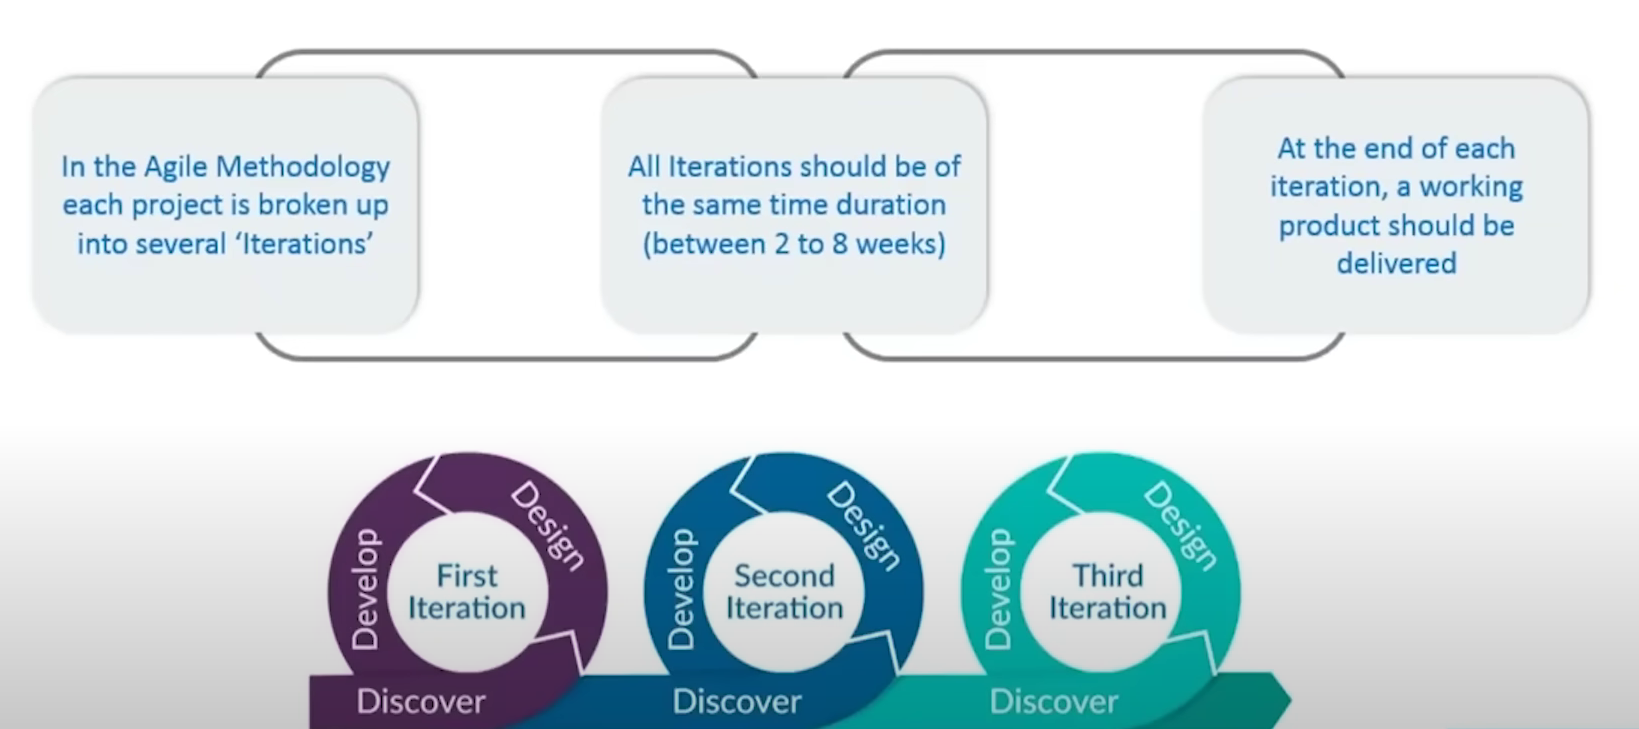 In the Agile Methodology
each project is broken up
into several ‘Iterations’
All Iterations should be of
the same time duration
(between 2 to 8 weeks)
At the end of each
iteration, a working
product should be
delivered
Develop
Design
First
Iteration
Discover
Develop
Design
Second
Iteration
Discover
Develop
Design
Third
Iteration
Discover